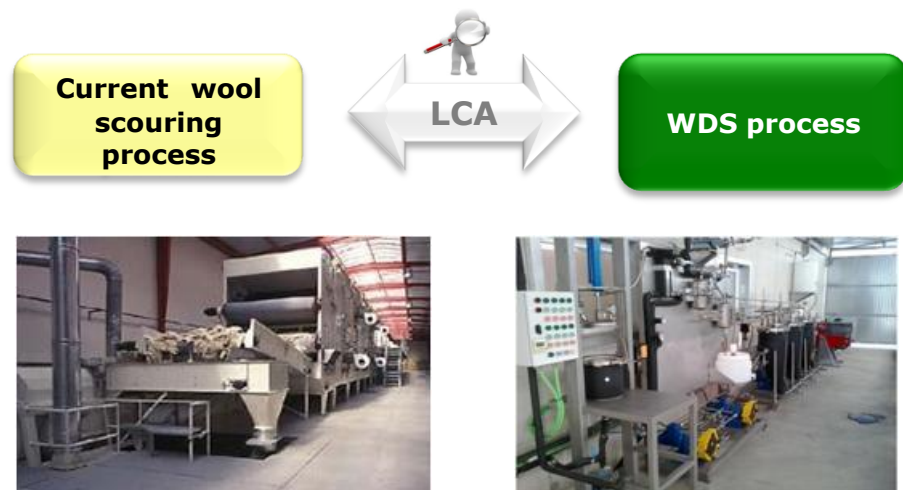 Current wool
scouring
process
LCA
WDS process